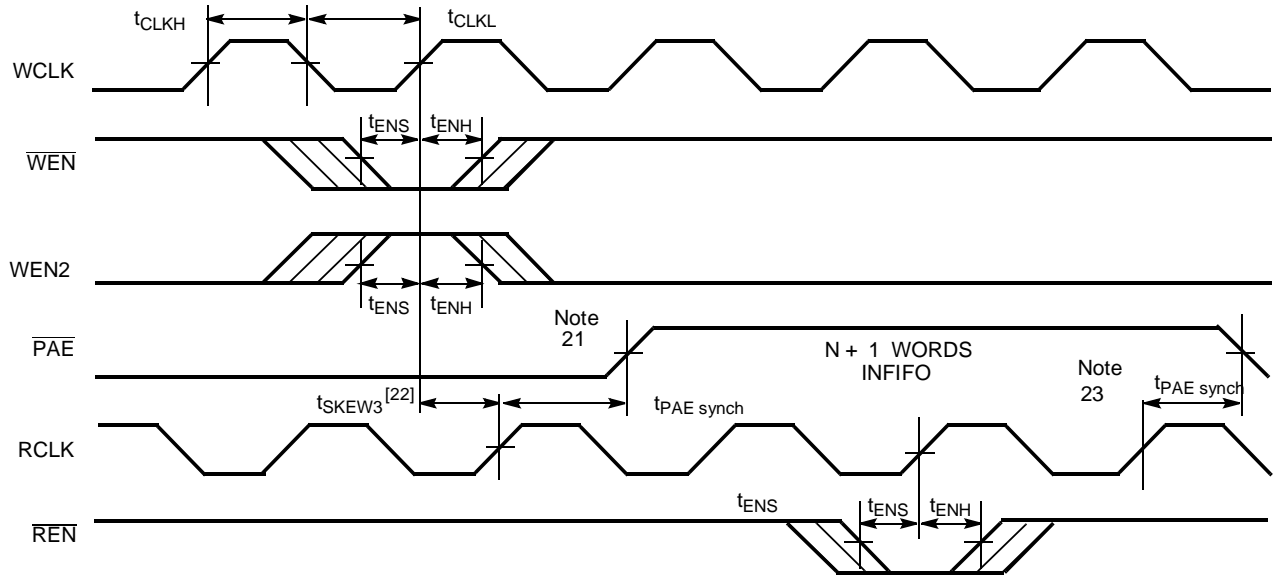 tCLKH
tCLKL
WCLK
tENS
tENH
WEN
WEN2
tENS
tENH
Note
21
PAE
N + 1 WORDS
INFIFO
Note
23
tSKEW3[22]
tPAE synch
tPAE synch
RCLK
tENS
tENS
tENH
REN